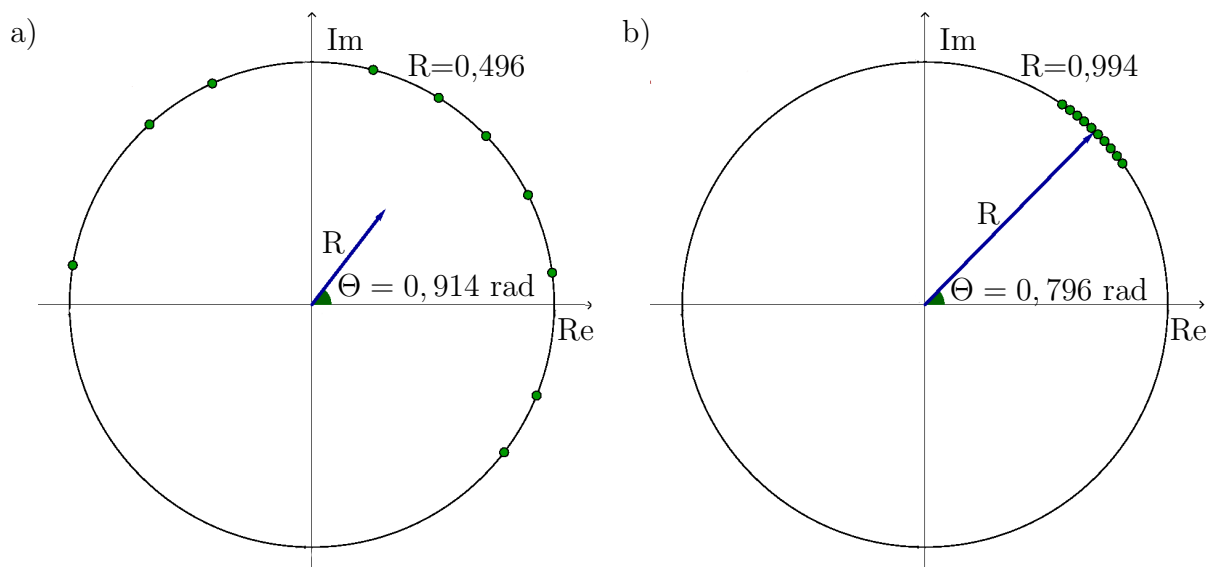 a)
Im
R=0,496
R
Θ = 0,914 rad
Re
b)
Im
R=0,994
R
Θ = 0,796 rad
Re